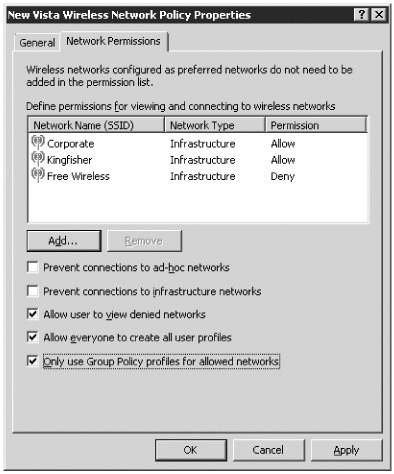 New Vista Wireless Network Policy Properties
General Network Permissions
Wireless networks configured as preferred networks do not need to be
added in the permission list.
Define permissions for viewing and connecting to wireless networks
Network Name (SSID) Network Type Permission
Corporate Infrastructure Allow
Kingfisher Infrastructure Allow
Free Wireless Infrastructure Deny
Add... Remove
Prevent connections to ad-hoc networks
Prevent connections to infrastructure networks
Allow user to view denied networks
Allow everyone to create all user profiles
Only use Group Policy profiles for allowed networks
OK Cancel Apply